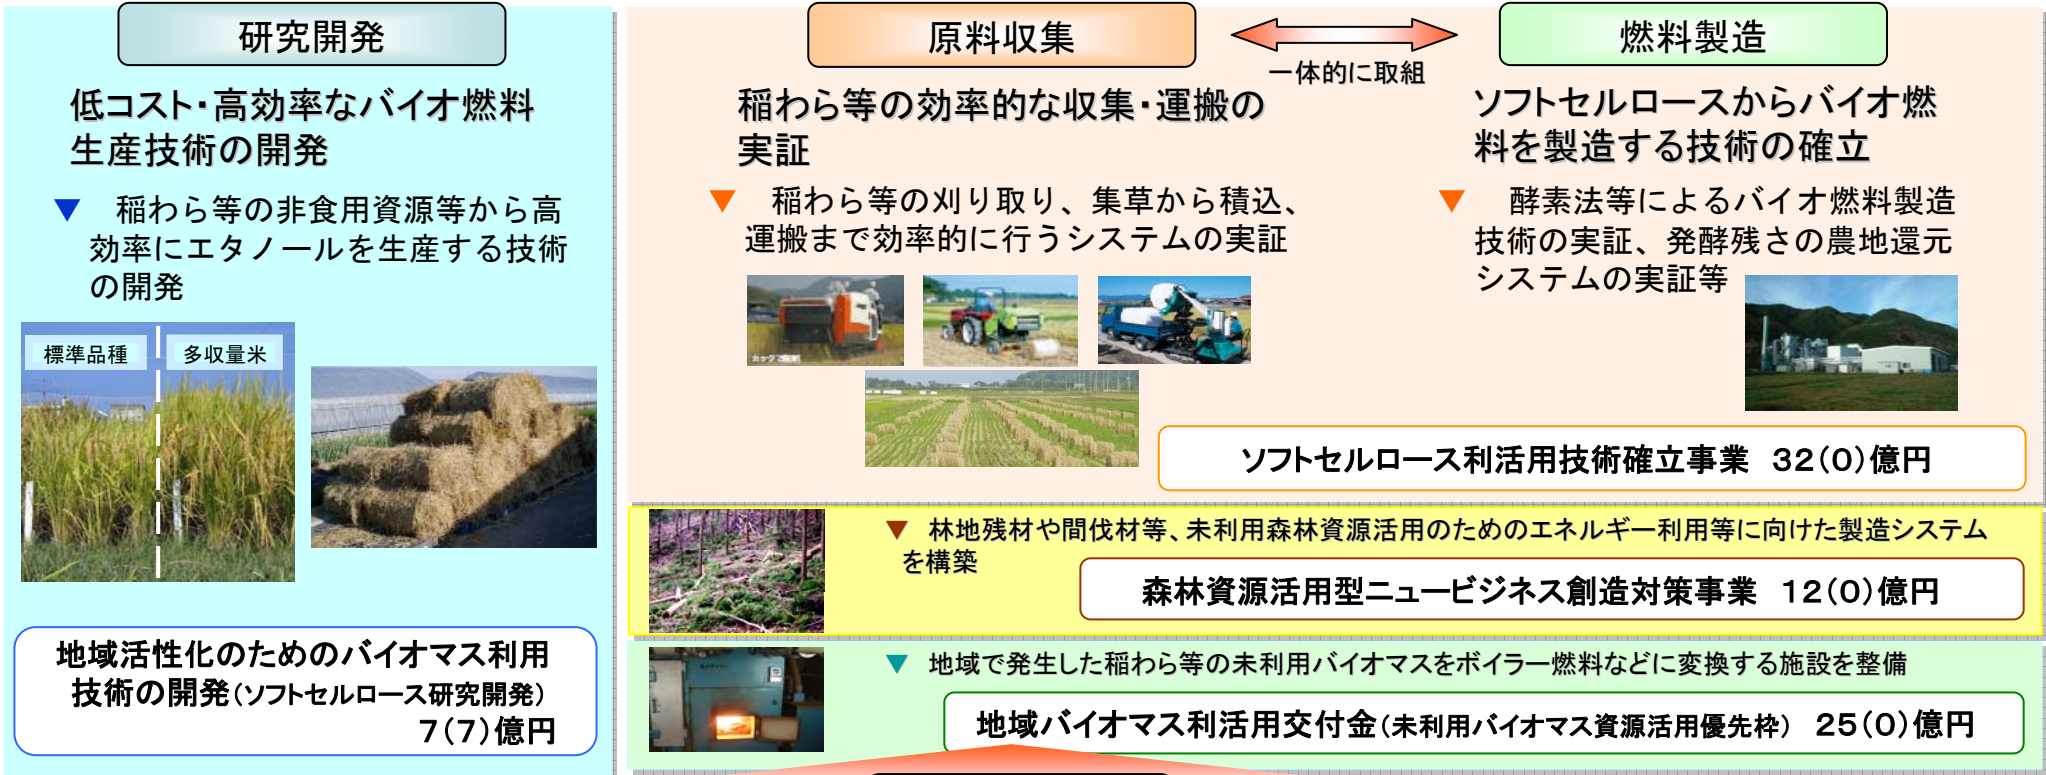 研究開発
低コスト・高効率なバイオ燃料
生産技術の開発
▼ 稲わら等の非食用資源等から高
効率にエタノールを生産する技術
の開発
標準品種
多収量米
地域活性化のためのバイオマス利用
技術の開発(ソフトセルロース研究開発)
7(7)億円
原料収集
一体的に取組
燃料製造
稲わら等の効率的な収集・運搬の
実証
▼ 稲わら等の刈り取り、集草から積込、
運搬まで効率的に行うシステムの実証
ソフトセルロースからバイオ燃
料を製造する技術の確立
▼ 酵素法等によるバイオ燃料製造
技術の実証、発酵残さの農地還元
システムの実証等
ソフトセルロース利活用技術確立事業 32(0)億円
▼ 林地残材や間伐材等、未利用森林資源活用のためのエネルギー利用等に向けた製造システム
を構築
森林資源活用型ニュービジネス創造対策事業 12(0)億円
▼ 地域で発生した稲わら等の未利用バイオマスをボイラー燃料などに変換する施設を整備
地域バイオマス利活用交付金(未利用バイオマス資源活用優先枠) 25(0)億円